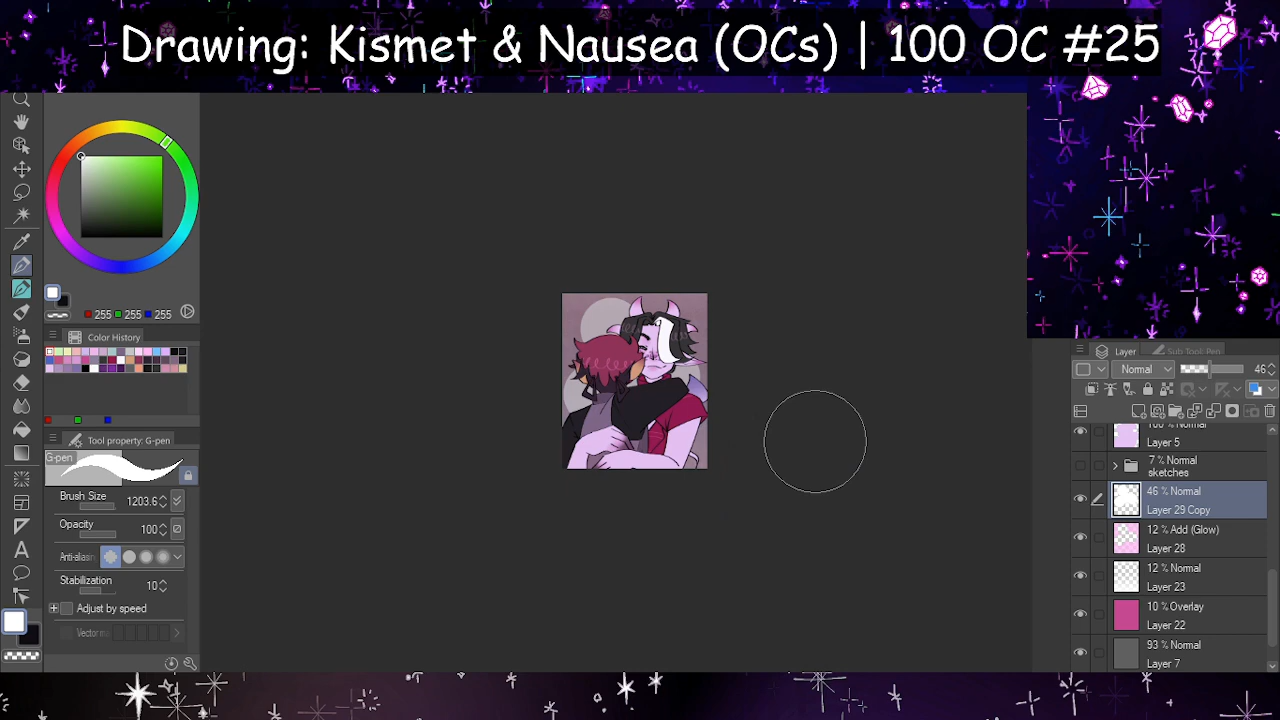 Drawing: Kismet & Nausea (OCs) | 100 OC #25
255 255 255
Color History
Tool property: G-pen
G-pen
Brush Size 1203.6
Opacity 100
Stabilization 10
Adjust by speed
Layer Sub Tool: Pen
Normal 46
100 % Normal
Layer 5
7 % Normal
sketches
46 % Normal
Layer 29 Copy
12 % Add (Glow)
Layer 28
12 % Normal
Layer 23
10 % Overlay
Layer 22
93 % Normal
Layer 7